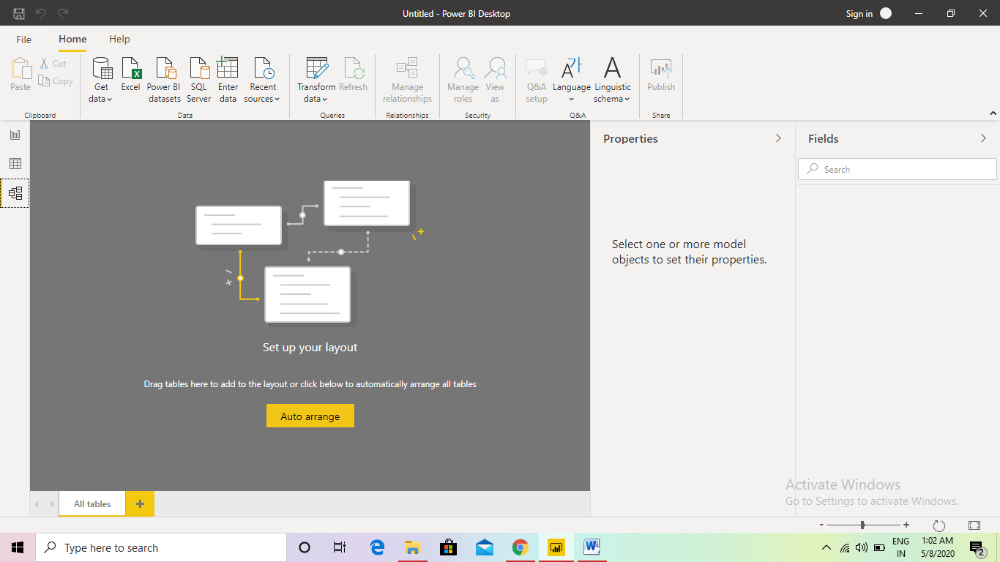 Untitled - Power BI Desktop
Sign in
File
Home
Help
Paste
Cut
Copy
Clipboard
Get data
Excel
Power BI datasets
SQL Server
Enter data
Recent sources
Data
Transform data
Refresh
Queries
Manage relationships
Relationships
Manage roles
View as
Security
Q&A setup
Language
Linguistic schema
Q&A
Publish
Share
Set up your layout
Drag tables here to add to the layout or click below to automatically arrange all tables
Auto arrange
All tables
Properties
Select one or more model
objects to set their properties.
Fields
Search
Activate Windows
Go to Settings to activate Windows.
Type here to search
ENG
IN
1:02 AM
5/8/2020
2